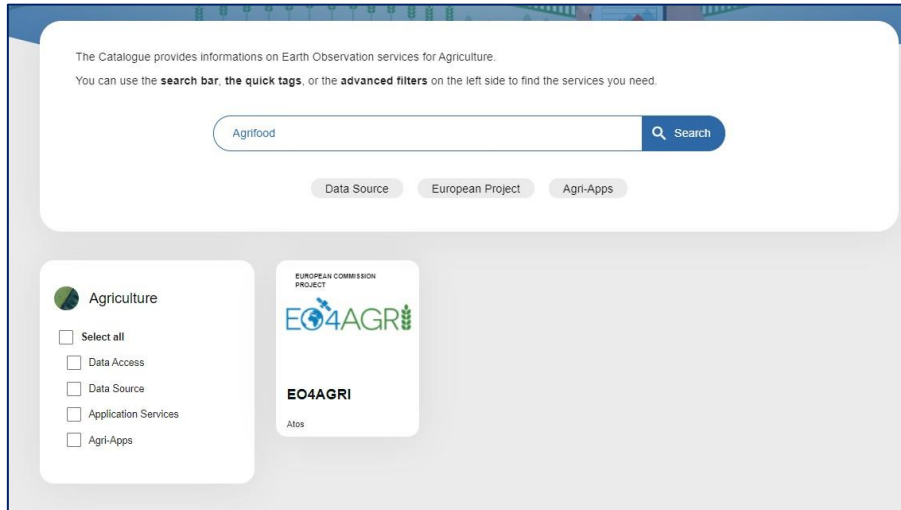 The Catalogue provides informations on Earth Observation services for Agriculture.
You can use the search bar, the quick tags, or the advanced filters on the left side to find the services you need.
Agrifood
Search
Data Source
European Project
Agri-Apps
Agriculture
Select all
Data Access
Data Source
Application Services
Agri-Apps
EUROPEAN COMMISSION
PROJECT
EO4AGRI
EO4AGRI
Atos